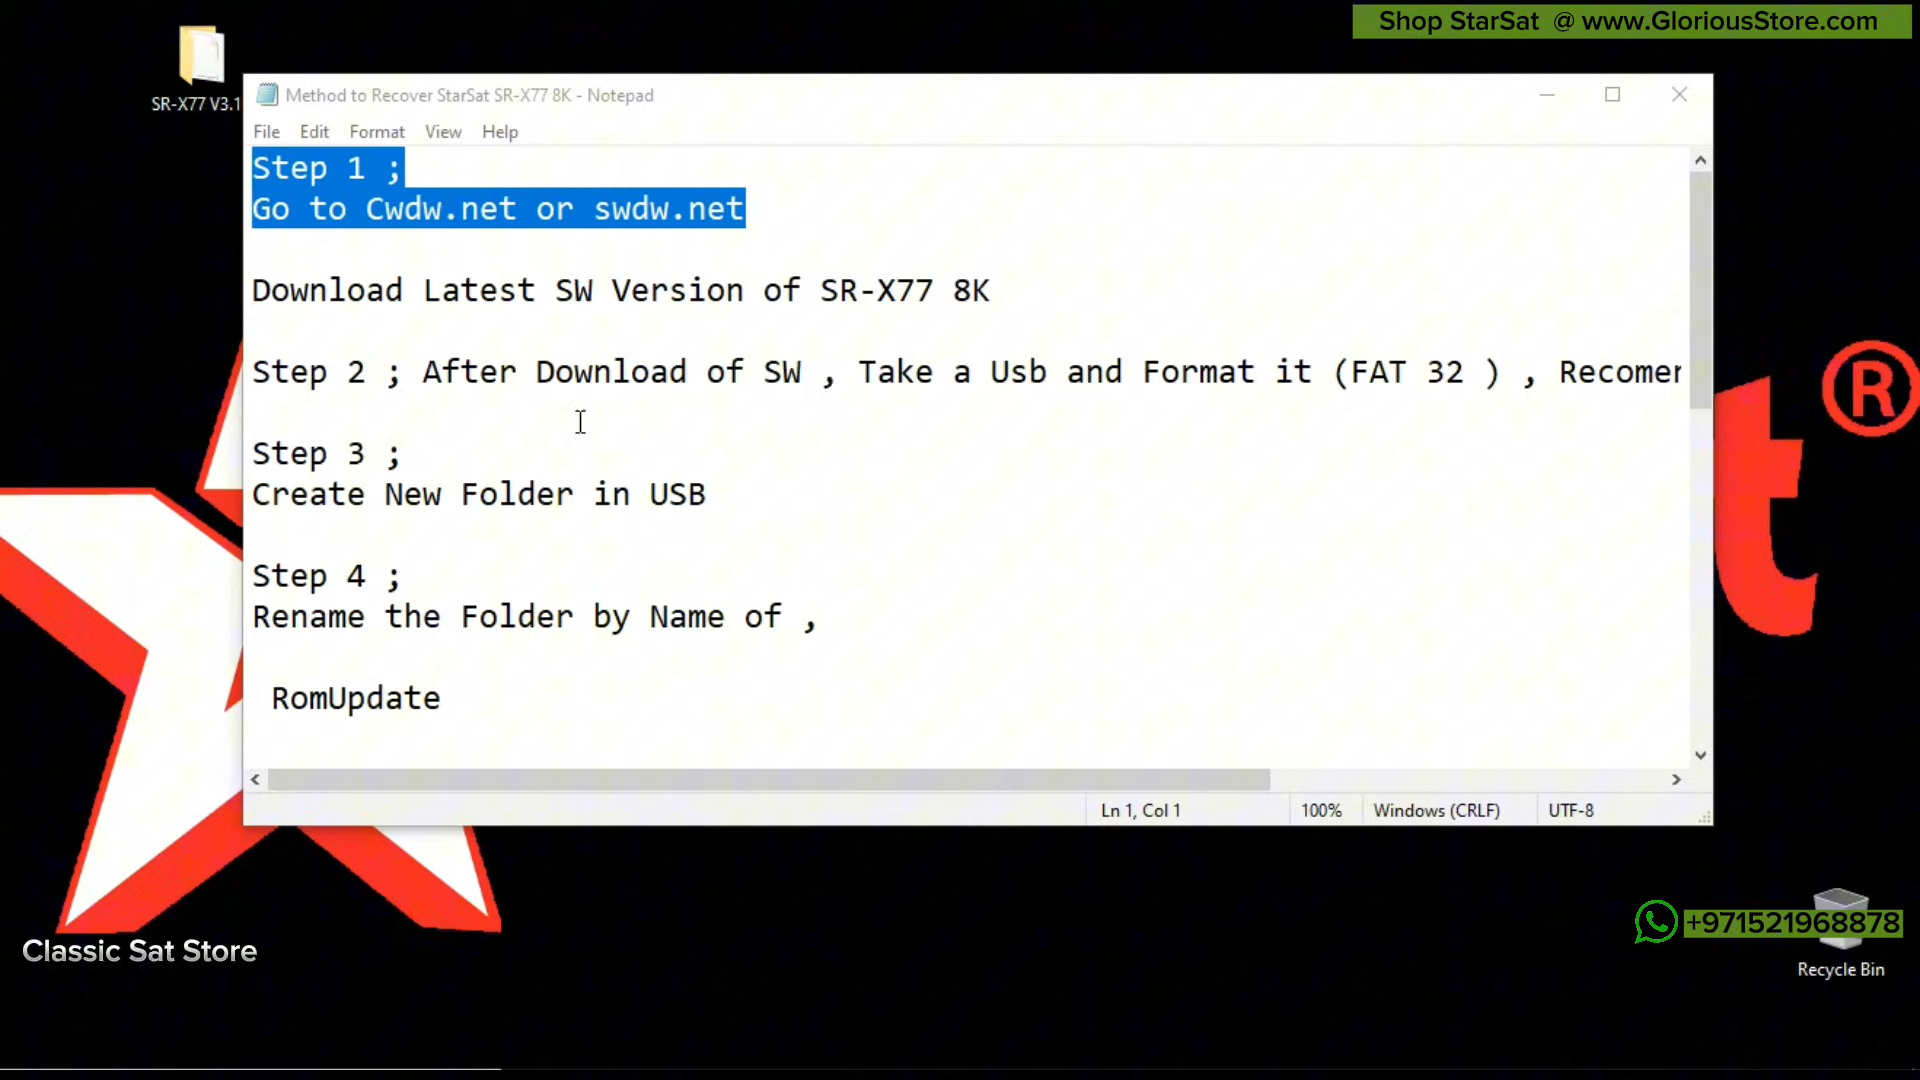 Shop StarSat @ www.GloriousStore.com
SR-X77 V3.1
Method to Recover StarSat SR-X77 8K - Notepad
File Edit Format View Help
Step 1 ;
Go to Cwdw.net or swdw.net
Download Latest SW Version of SR-X77 8K
Step 2 ; After Download of SW , Take a Usb and Format it (FAT 32 ) ,
Step 3 ;
Create New Folder in USB
Step 4 ;
Rename the Folder by Name of ,
RomUpdate
Ln 1, Col 1 100% Windows (CRLF) UTF-8
t ®
+971521968878
Classic Sat Store
Recycle Bin